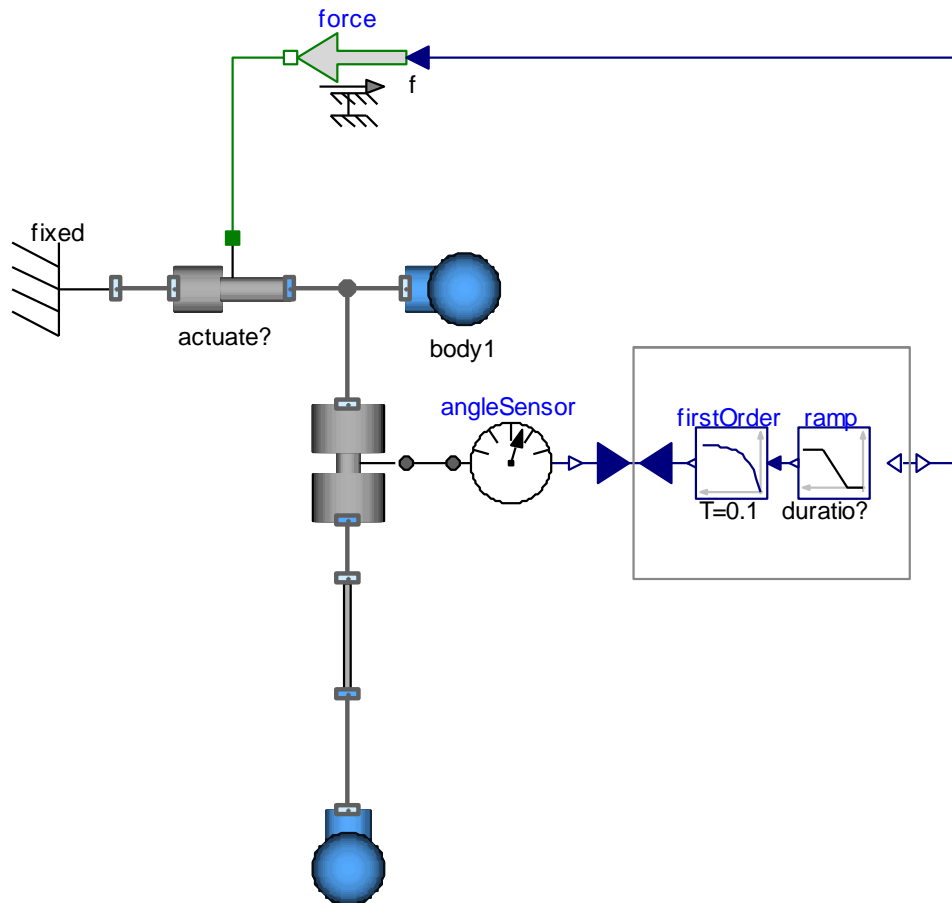 force
f
fixed
actuate?
body1
angleSensor
firstOrder
ramp
T=0.1
duratio?